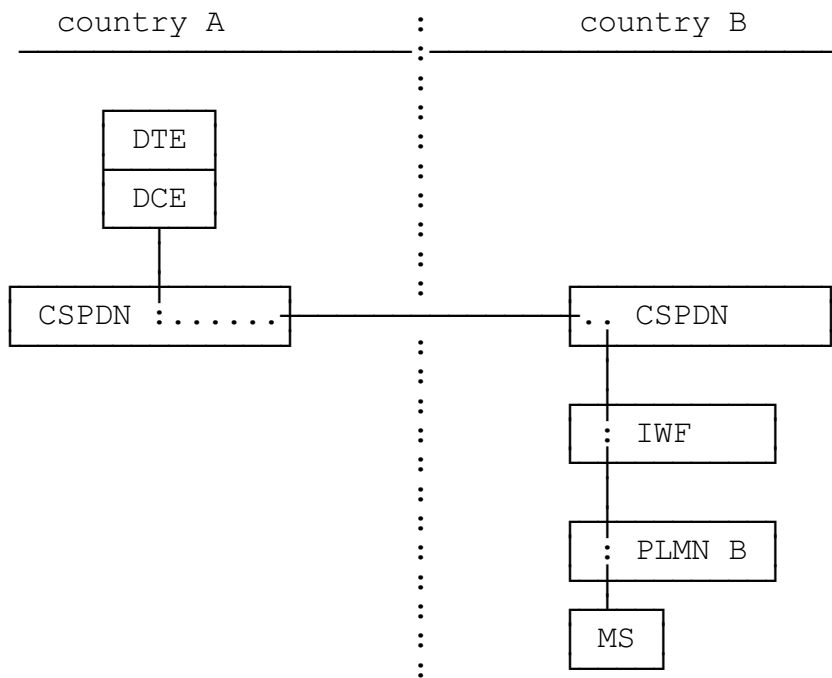 country A country B
DTE
DCE
CSPDN CSPDN
IWF
PLMN B
MS